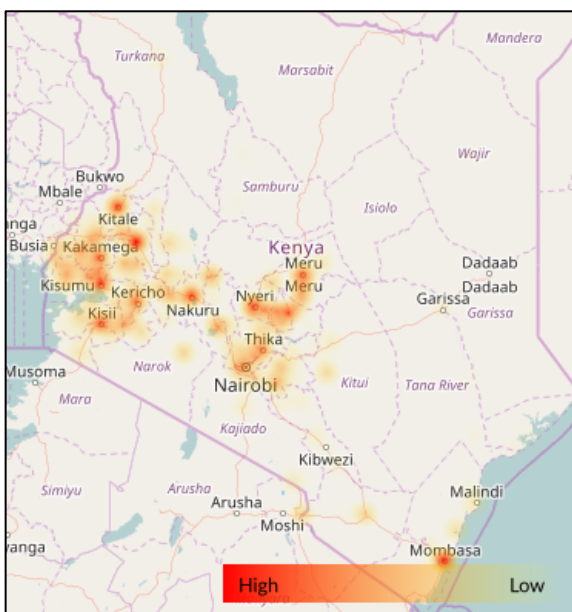 Mandera
Turkana
Marsabit
Wajir
Bukwo
Mbale
Samburu
Kitale
Isiolo
anga
Busia
Kakamega
Kenya
Meru
Dadaab
Kisumu
Meru
Dadaab
Kericho
Nyeri
Garissa
Nakuru
Garissa
Kisii
Thika
Narok
Musoma
Nairobi
Kitui
Tana River
Mara
Kajiado
Kibwezi
Simiyu
Arusha
Malindi
Arusha
Moshi
wanga
Mombasa
High
Low